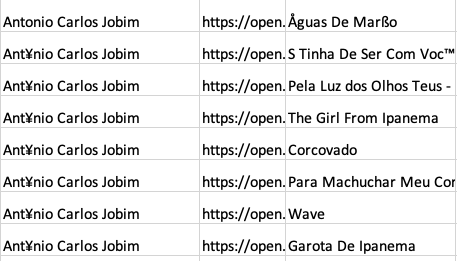 Antonio Carlos Jobim https://open. Åguas De Marßo
Ant¥nio Carlos Jobim https://open. S Tinha De Ser Com Voc™
Ant¥nio Carlos Jobim https://open. Pela Luz dos Olhos Teus -
Ant¥nio Carlos Jobim https://open. The Girl From Ipanema
Ant¥nio Carlos Jobim https://open. Corcovado
Ant¥nio Carlos Jobim https://open. Para Machuchar Meu Cor
Ant¥nio Carlos Jobim https://open. Wave
Ant¥nio Carlos Jobim https://open. Garota De Ipanema